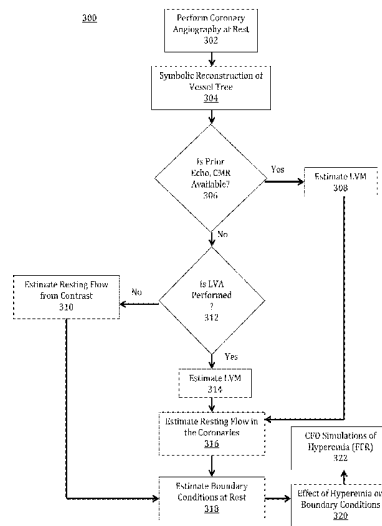 300
Perform Coronary
Angiography at Rest
302
Symbolic Reconstruction of
Vessel Tree
304
Is Prior
Echo, CMR
Available?
306
Yes
Estimate LVM
308
No
Is LVA
Performed
?
312
No
Estimate Resting Flow
from Contrast
310
Yes
Estimate LVM
314
Estimate Resting Flow in
the Coronaries
316
CFD Simulations of
Hyperemia (FFR)
322
Estimate Boundary
Conditions at Rest
318
Effect of Hyperemia on
Boundary Conditions
320